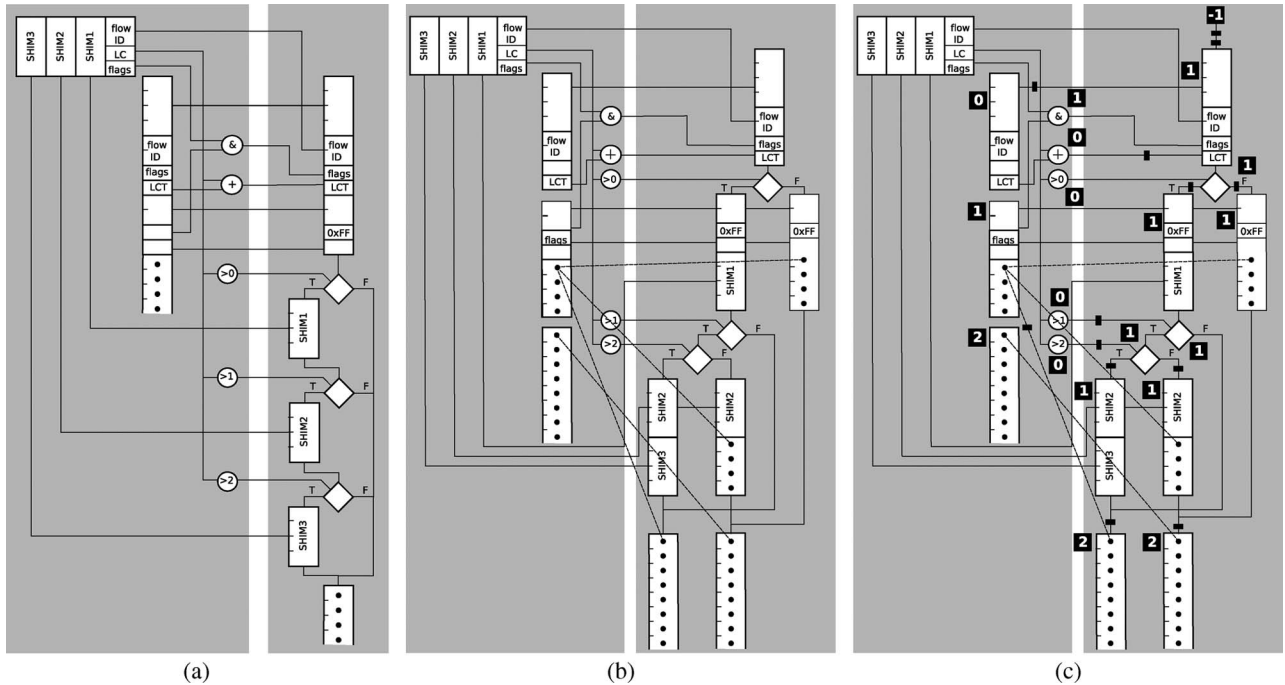 SHIM3 SHIM2 SHIM1
flow
ID
LC
flags
flow
ID
flags
LCT
&
+
flow
ID
flags
LCT
0xFF
>0
T F
SHIM1
>1
T F
SHIM2
>2
T F
SHIM3
(a)
SHIM3 SHIM2 SHIM1
flow
ID
LC
flags
flow
ID
LCT
flags
&
+
>0
flow
ID
flags
LCT
T F
0xFF
0xFF
SHIM1
>1
>2
T F
T F
SHIM2 SHIM2
SHIM3
(b)
-1
SHIM3 SHIM2 SHIM1
flow
ID
LC
flags
1
0
flow
ID
LCT
1
&
0
+
>0
0
flow
ID
flags
LCT
1
T F
1
flags
1
0xFF
1
0xFF
SHIM1
0
>1
>2
0
2
T F
1
1
T F
1
SHIM2
1
SHIM2
SHIM3
2
2
(c)